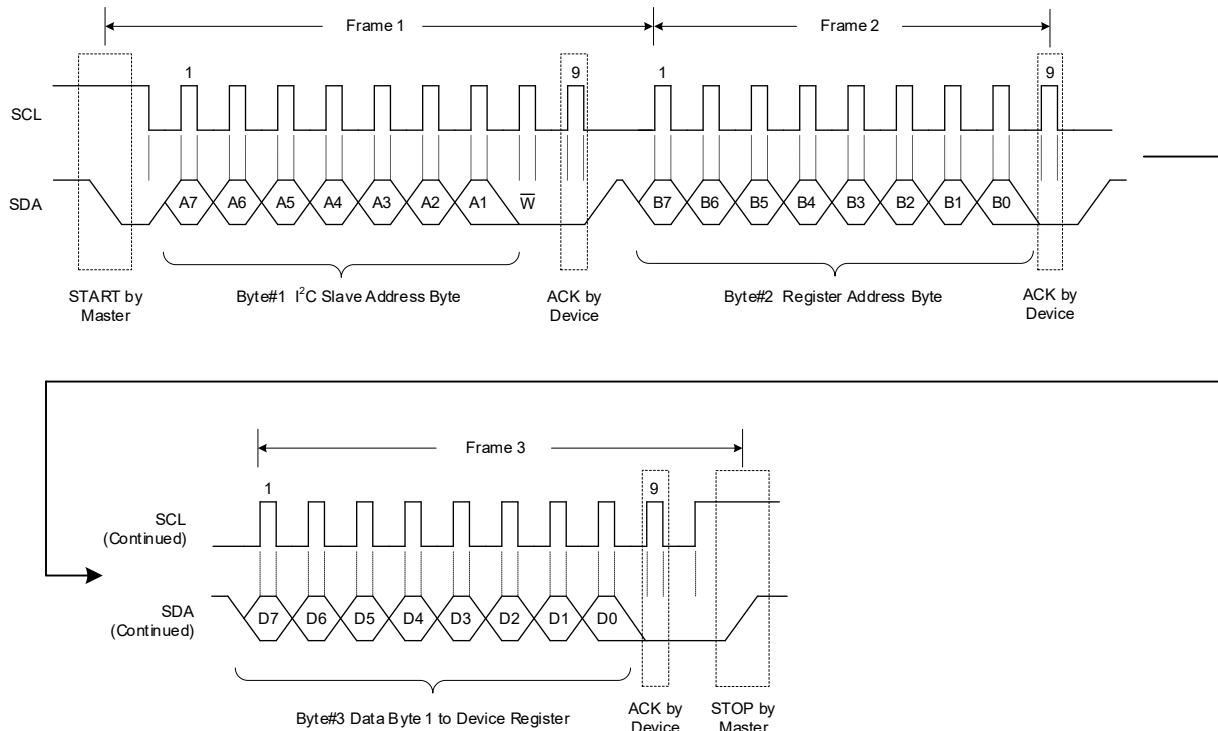 Frame 1
Frame 2
1
9
1
9
SCL
SDA
A7 A6 A5 A4 A3 A2 A1 W̅
B7 B6 B5 B4 B3 B2 B1 B0
START by
Master
Byte#1 I²C Slave Address Byte
ACK by
Device
Byte#2 Register Address Byte
ACK by
Device
Frame 3
1
9
SCL
(Continued)
SDA
(Continued)
D7 D6 D5 D4 D3 D2 D1 D0
Byte#3 Data Byte 1 to Device Register
ACK by
Device
STOP by
Master